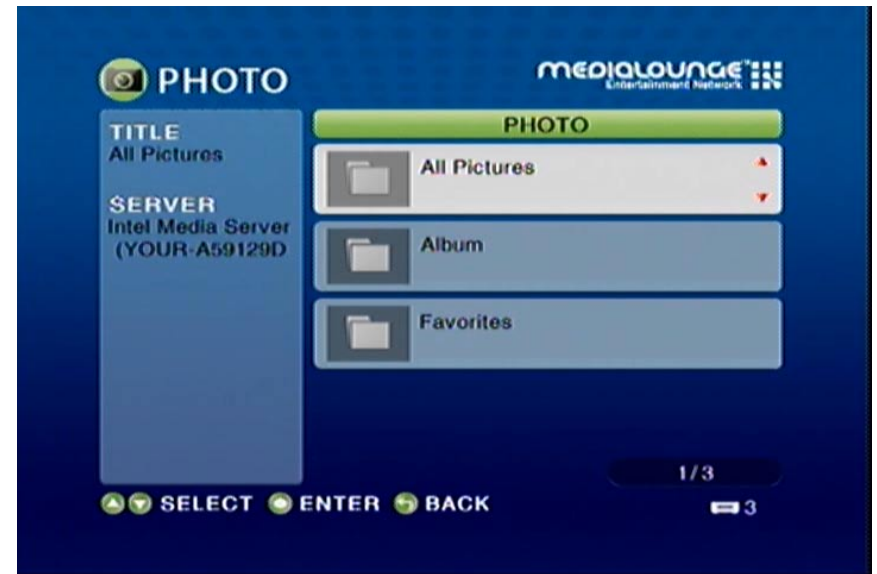 PHOTO
MEDIALOUNGE
Entertainment Network
TITLE
All Pictures
SERVER
Intel Media Server
(YOUR-A59129D
PHOTO
All Pictures
Album
Favorites
1/3
SELECT ENTER BACK
3